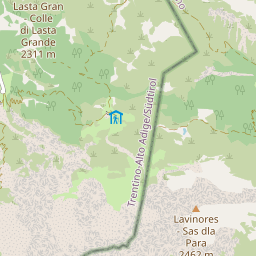 Lasta Gran
Colle
di Lasta
Grande
2311 m
Trentino-Alto Adige/Südtirol
Lavinores
- Sas dla
Para
2462 m